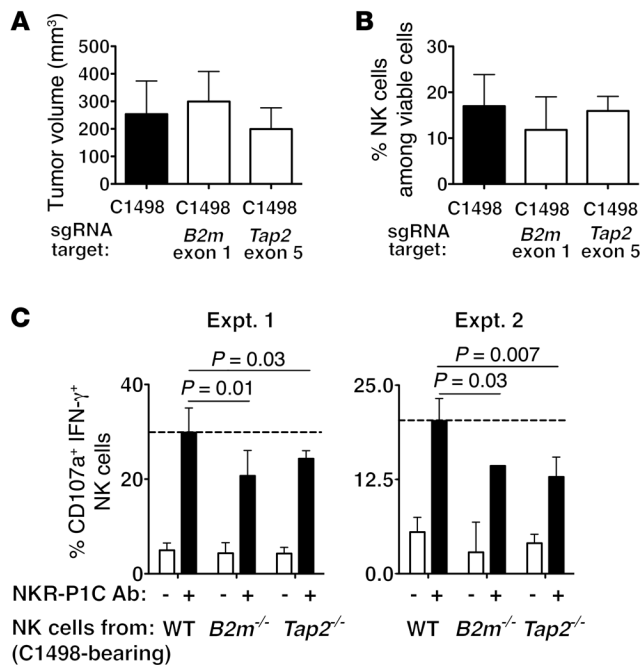 A
Tumor volume (mm³)
500
400
300
200
100
0
C1498 C1498 C1498
sgRNA target: B2m exon 1 Tap2 exon 5
B
% NK cells among viable cells
30
20
10
0
C1498 C1498 C1498
sgRNA target: B2m exon 1 Tap2 exon 5
C
Expt. 1
P = 0.03
P = 0.01
% CD107a⁺ IFN-γ⁺ NK cells
40
20
0
Expt. 2
P = 0.007
P = 0.03
25.0
12.5
0.0
NKR-P1C Ab: - + - + - + - + - + - +
NK cells from: WT B2m⁻/⁻ Tap2⁻/⁻ WT B2m⁻/⁻ Tap2⁻/⁻
(C1498-bearing)